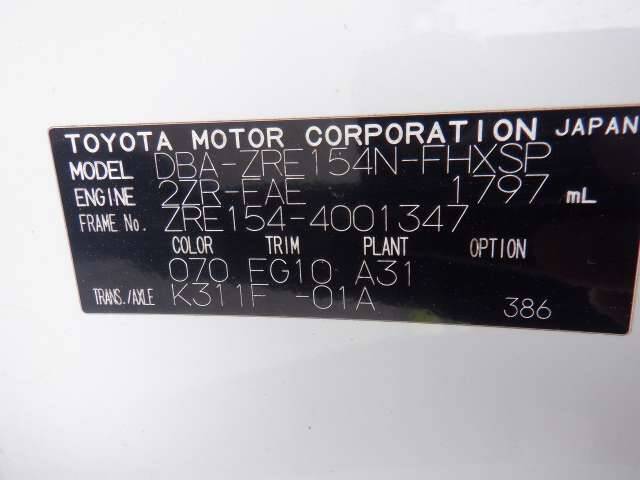 TOYOTA MOTOR CORPORATION JAPAN
MODEL DBA-ZRE154N-FHXSP
ENGINE 2ZR-FAE 1797 mL
FRAME No. ZRE154-4001347
COLOR TRIM PLANT OPTION
070 FG10 A31
TRANS./AXLE K311F -01A 386